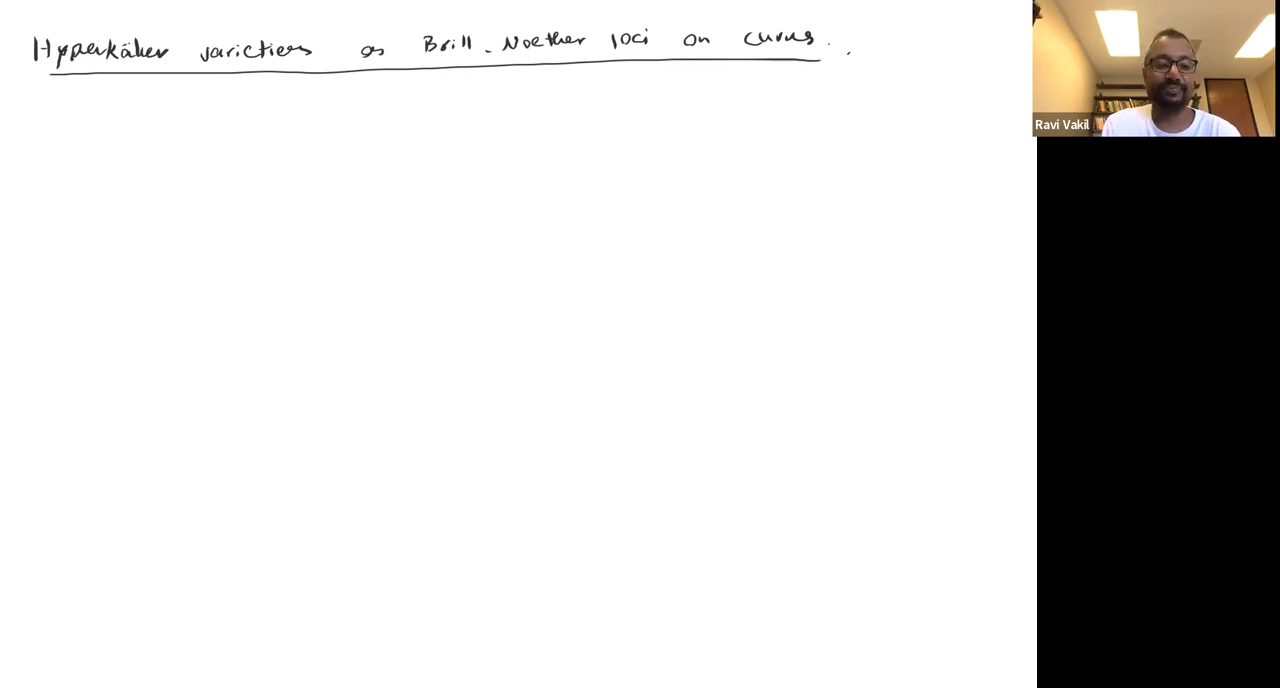 Hyperkähler varieties as Brill-Noether loci on curves.
Ravi Vakil